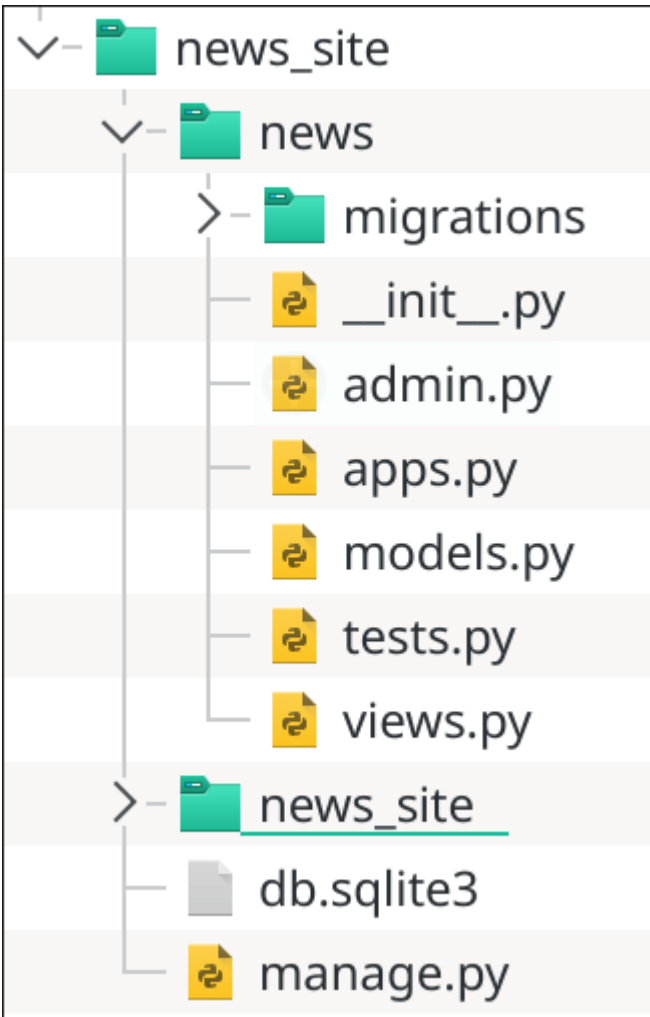 news_site
news
migrations
__init__.py
admin.py
apps.py
models.py
tests.py
views.py
news_site
db.sqlite3
manage.py